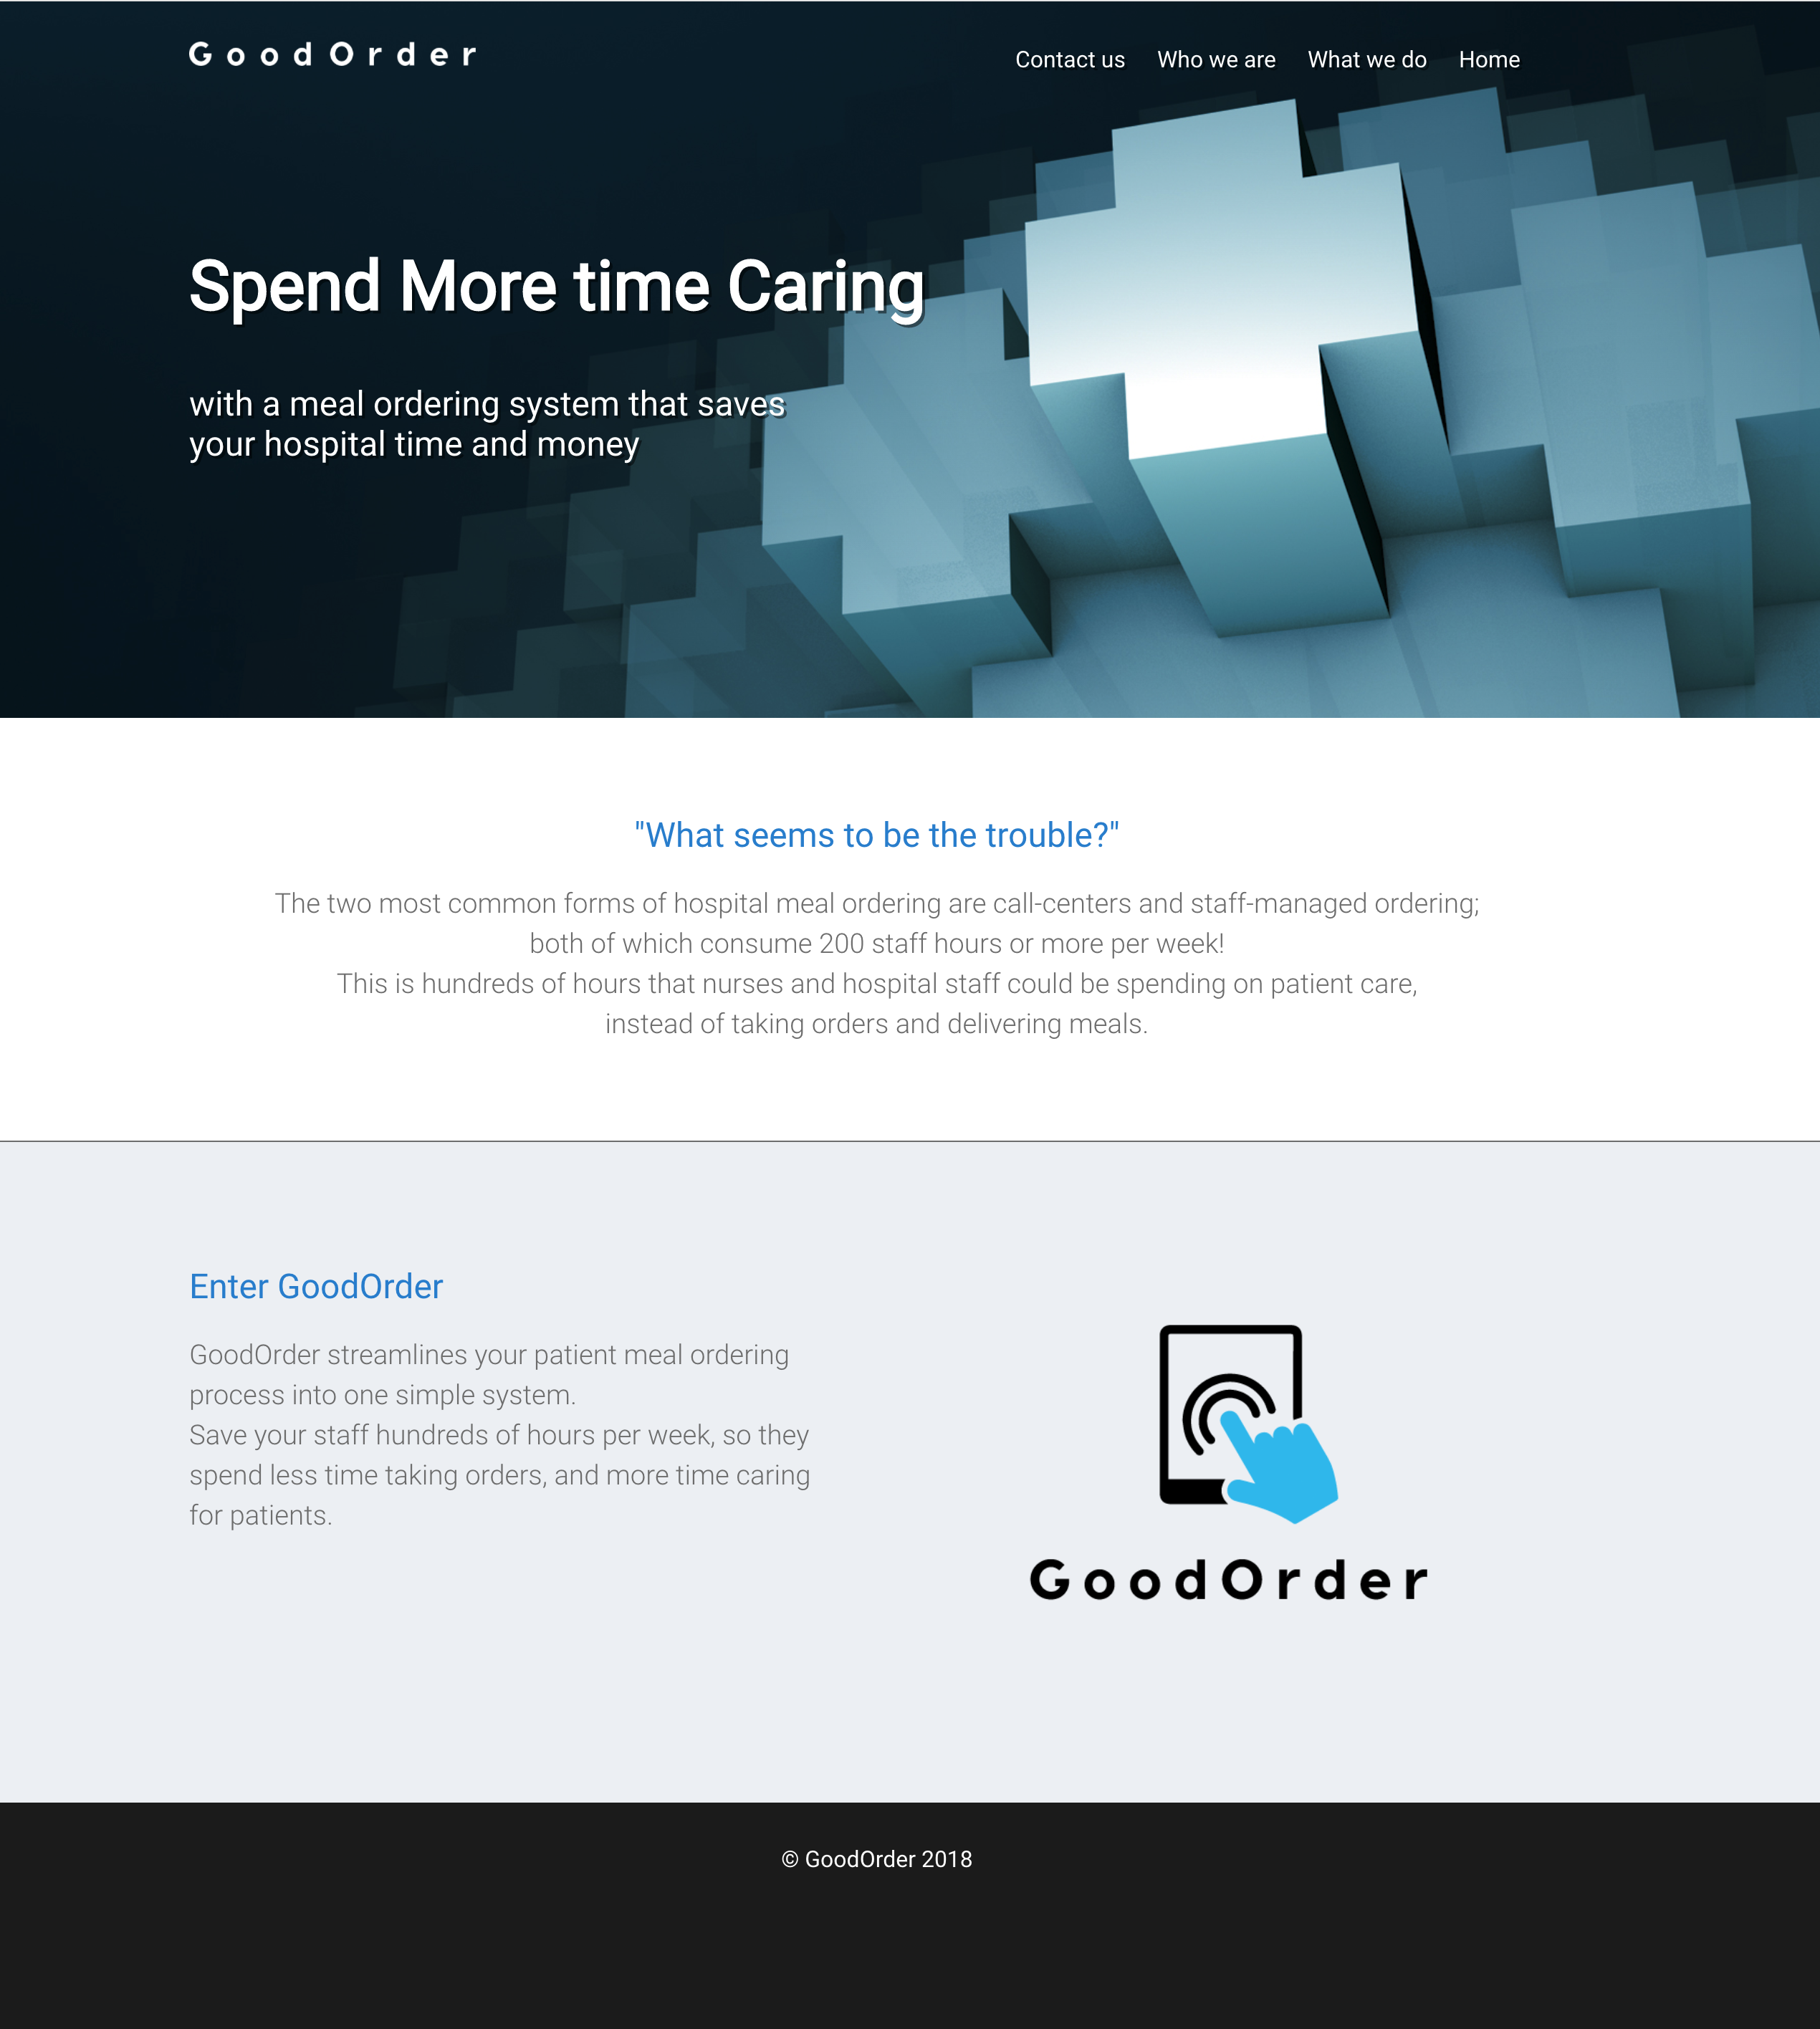 GoodOrder
Contact us Who we are What we do Home
Spend More time Caring
with a meal ordering system that saves
your hospital time and money
"What seems to be the trouble?"
The two most common forms of hospital meal ordering are call-centers and staff-managed ordering;
both of which consume 200 staff hours or more per week!
This is hundreds of hours that nurses and hospital staff could be spending on patient care,
instead of taking orders and delivering meals.
Enter GoodOrder
GoodOrder streamlines your patient meal ordering
process into one simple system.
Save your staff hundreds of hours per week, so they
spend less time taking orders, and more time caring
for patients.
GoodOrder
© GoodOrder 2018